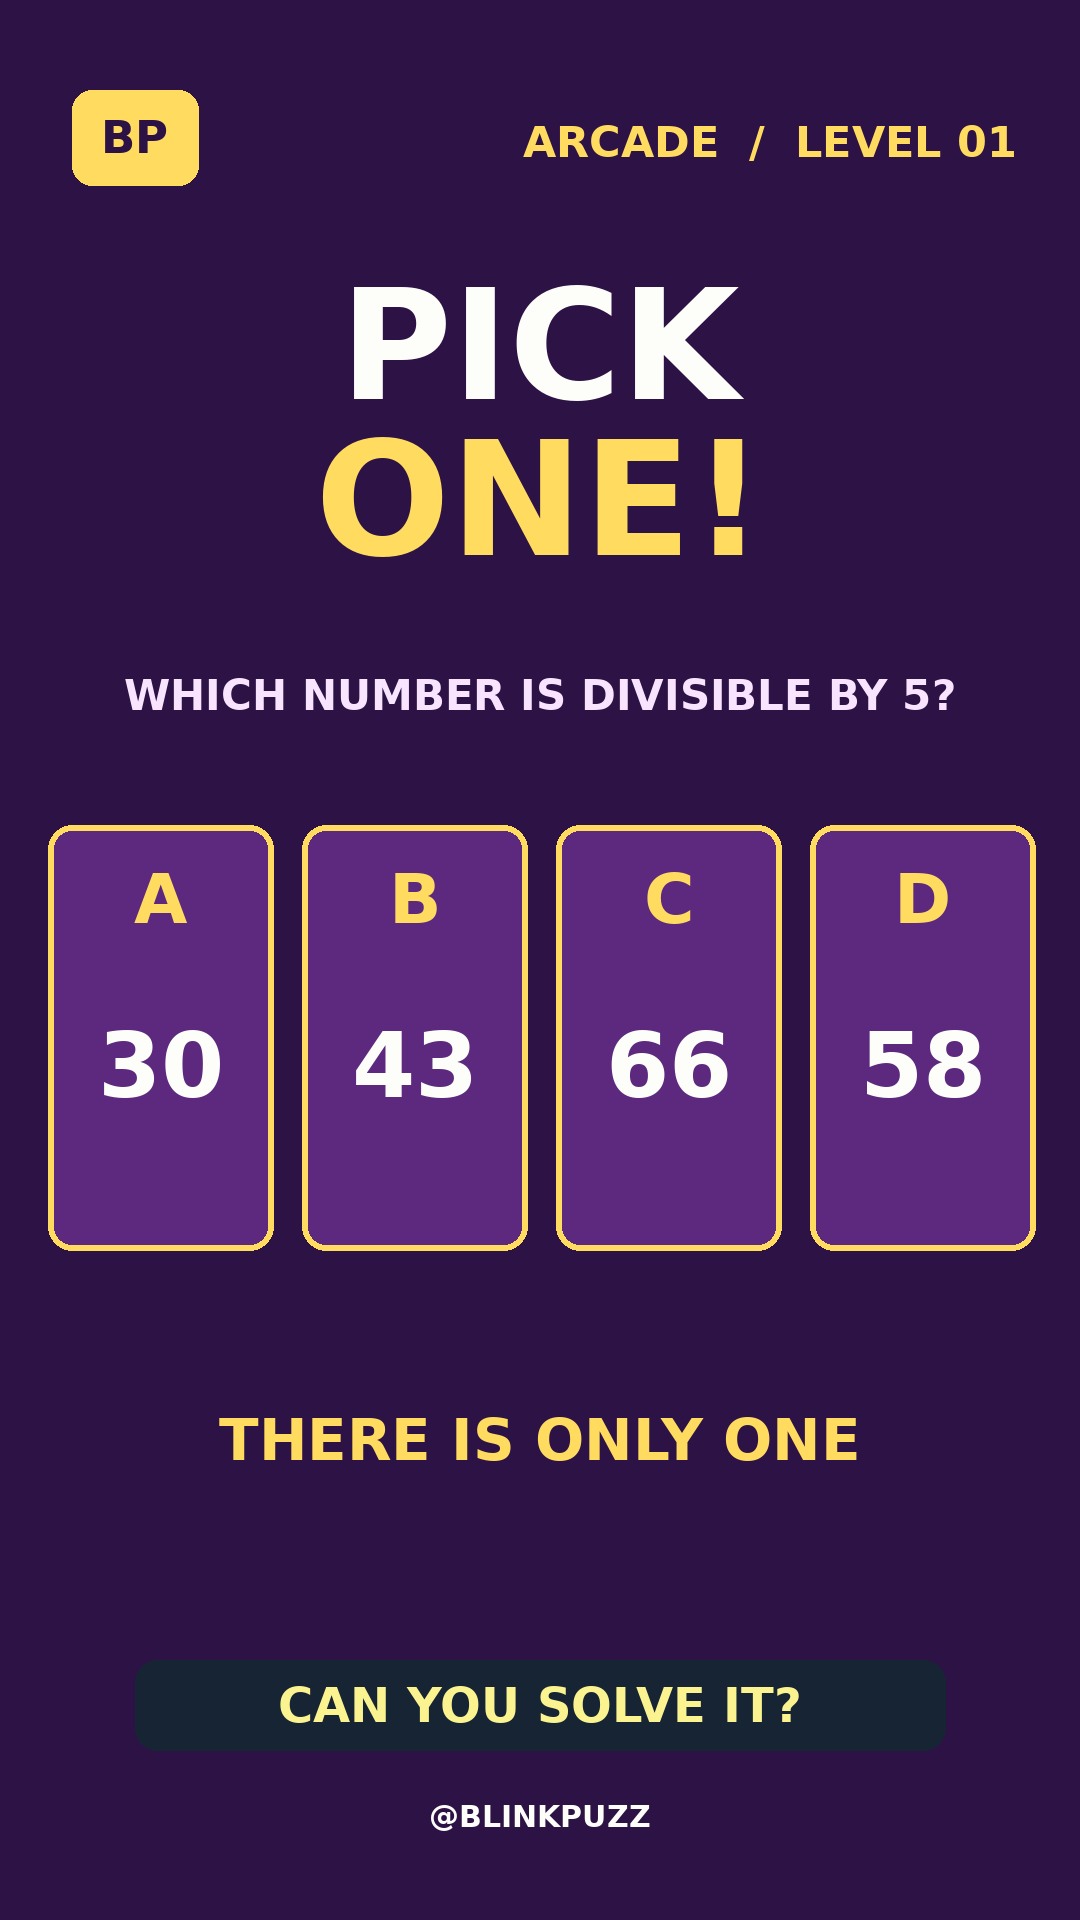 BP
ARCADE / LEVEL 01
PICK
ONE!
WHICH NUMBER IS DIVISIBLE BY 5?
A
30
B
43
C
66
D
58
THERE IS ONLY ONE
CAN YOU SOLVE IT?
@BLINKPUZZ